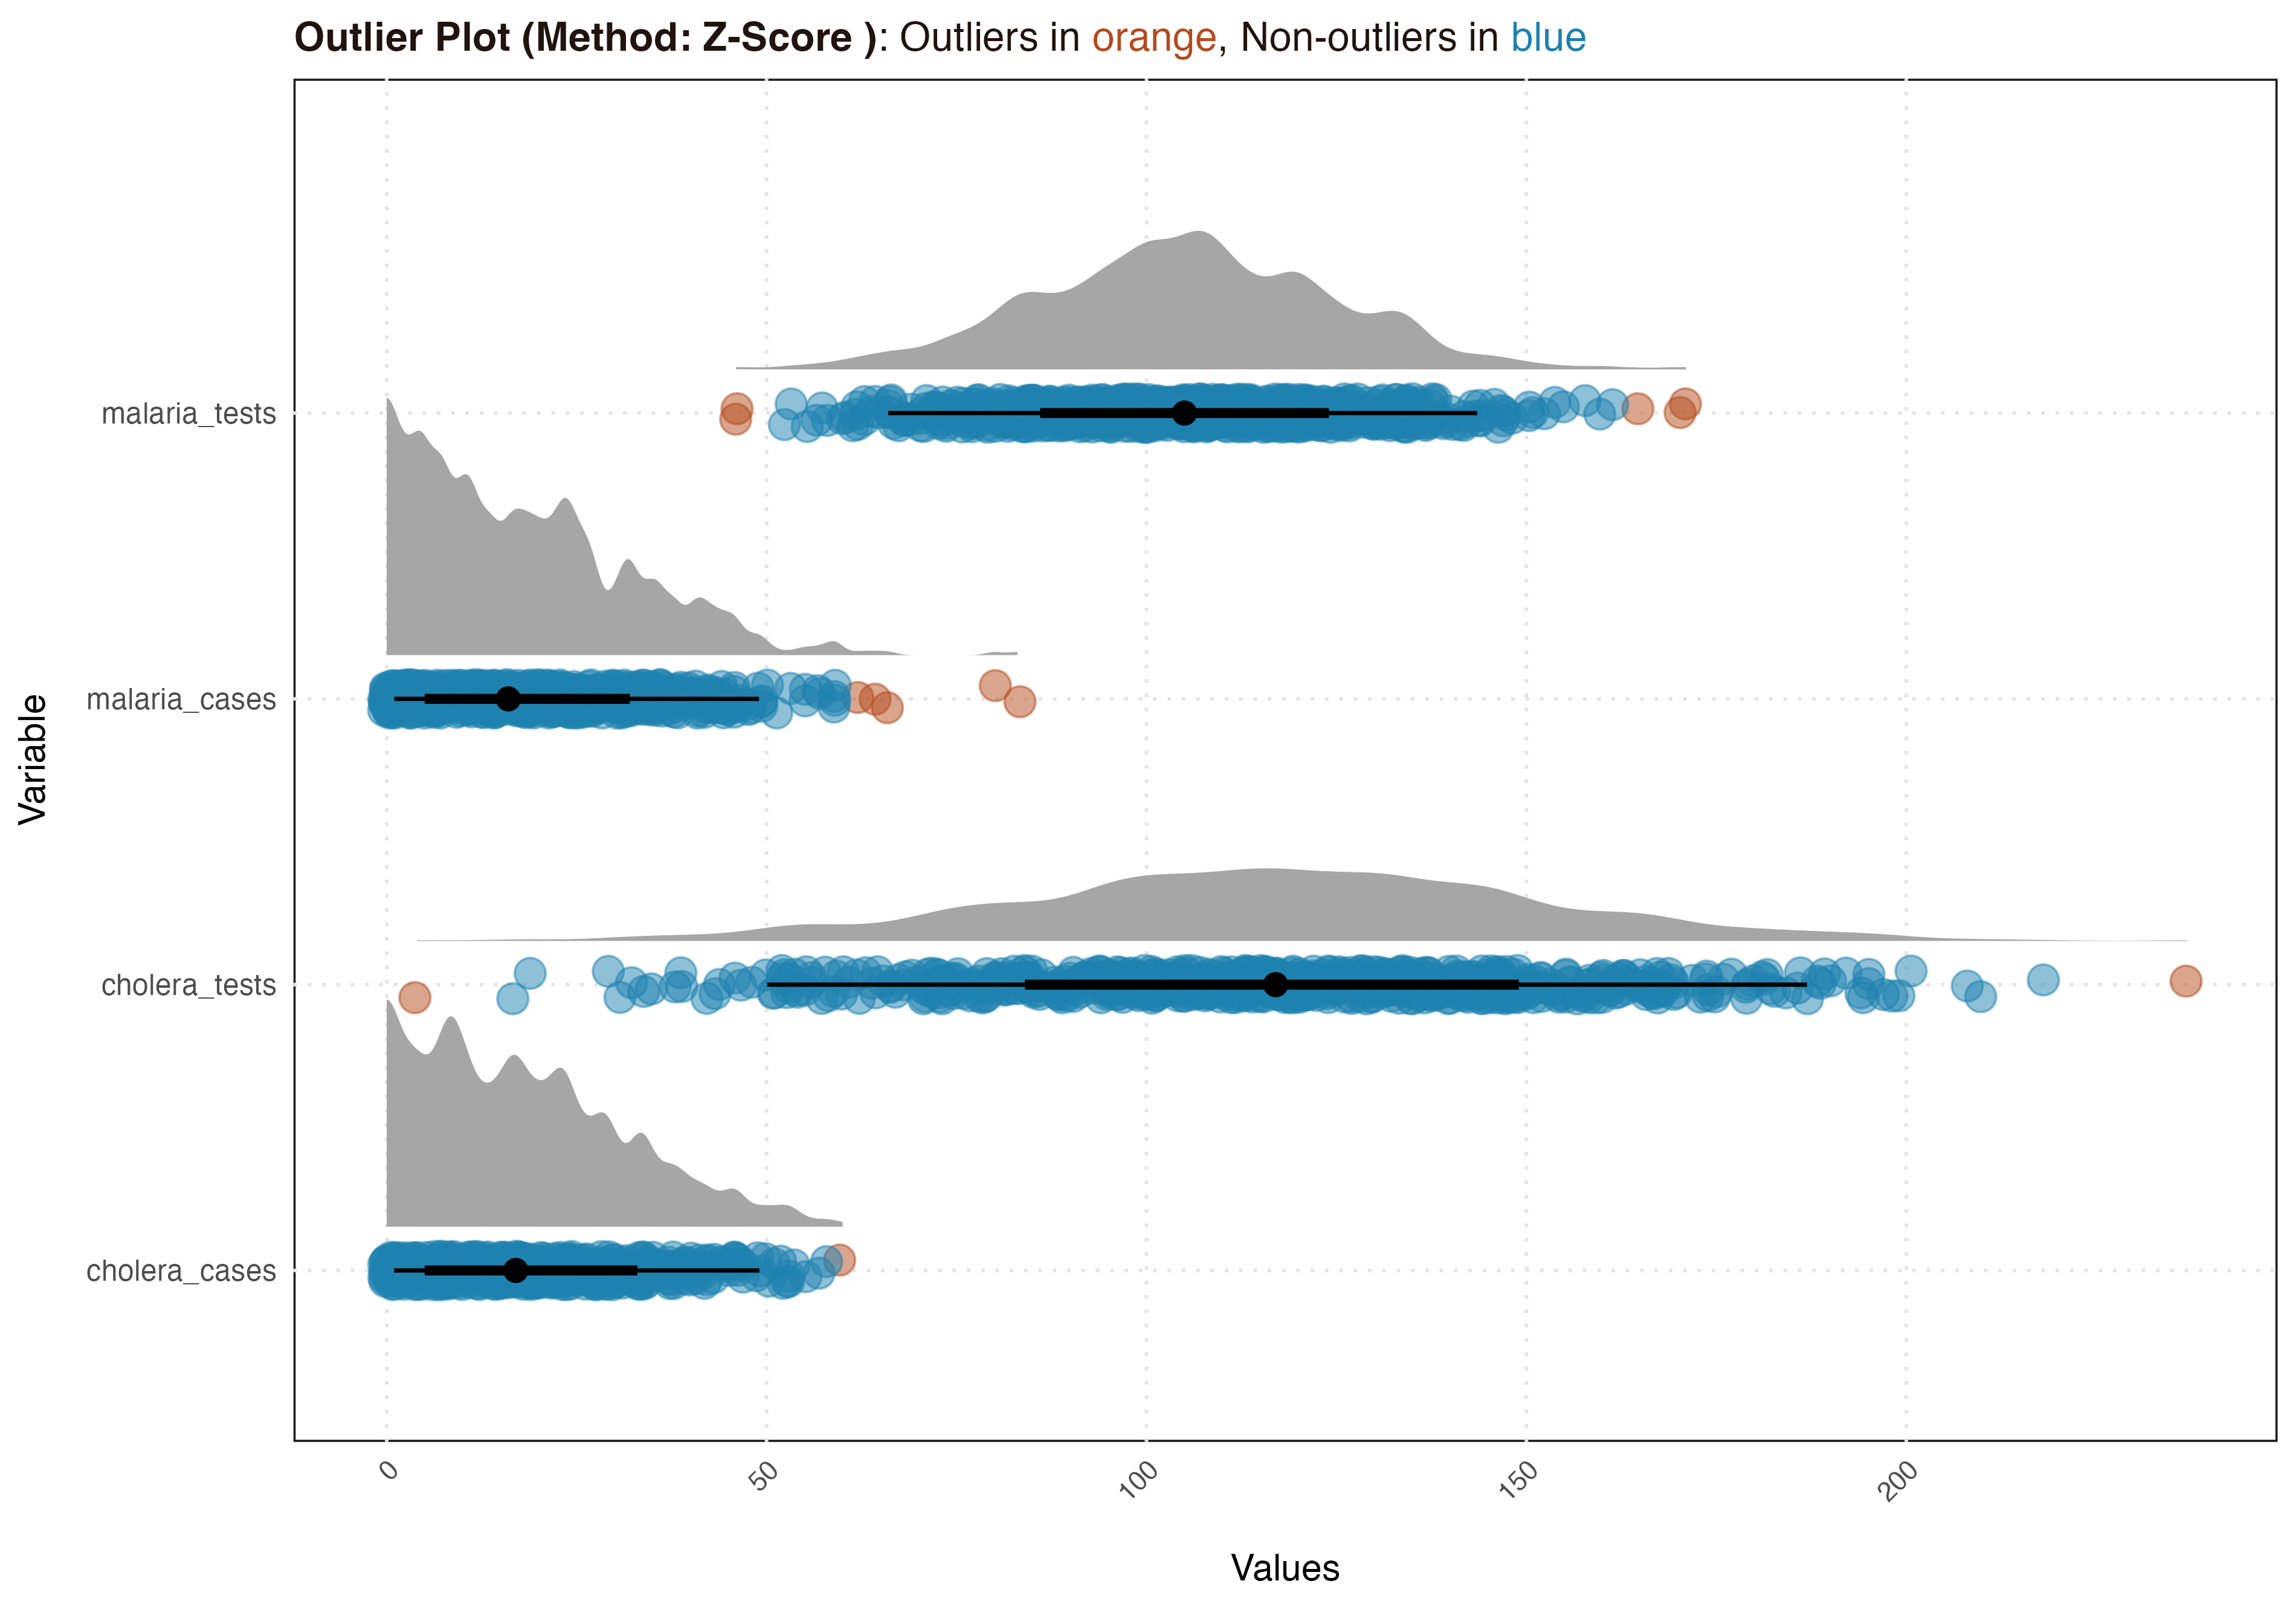 Outlier Plot (Method: Z-Score ): Outliers in orange, Non-outliers in blue
Variable
malaria_tests
malaria_cases
cholera_tests
cholera_cases
0
50
100
150
200
Values